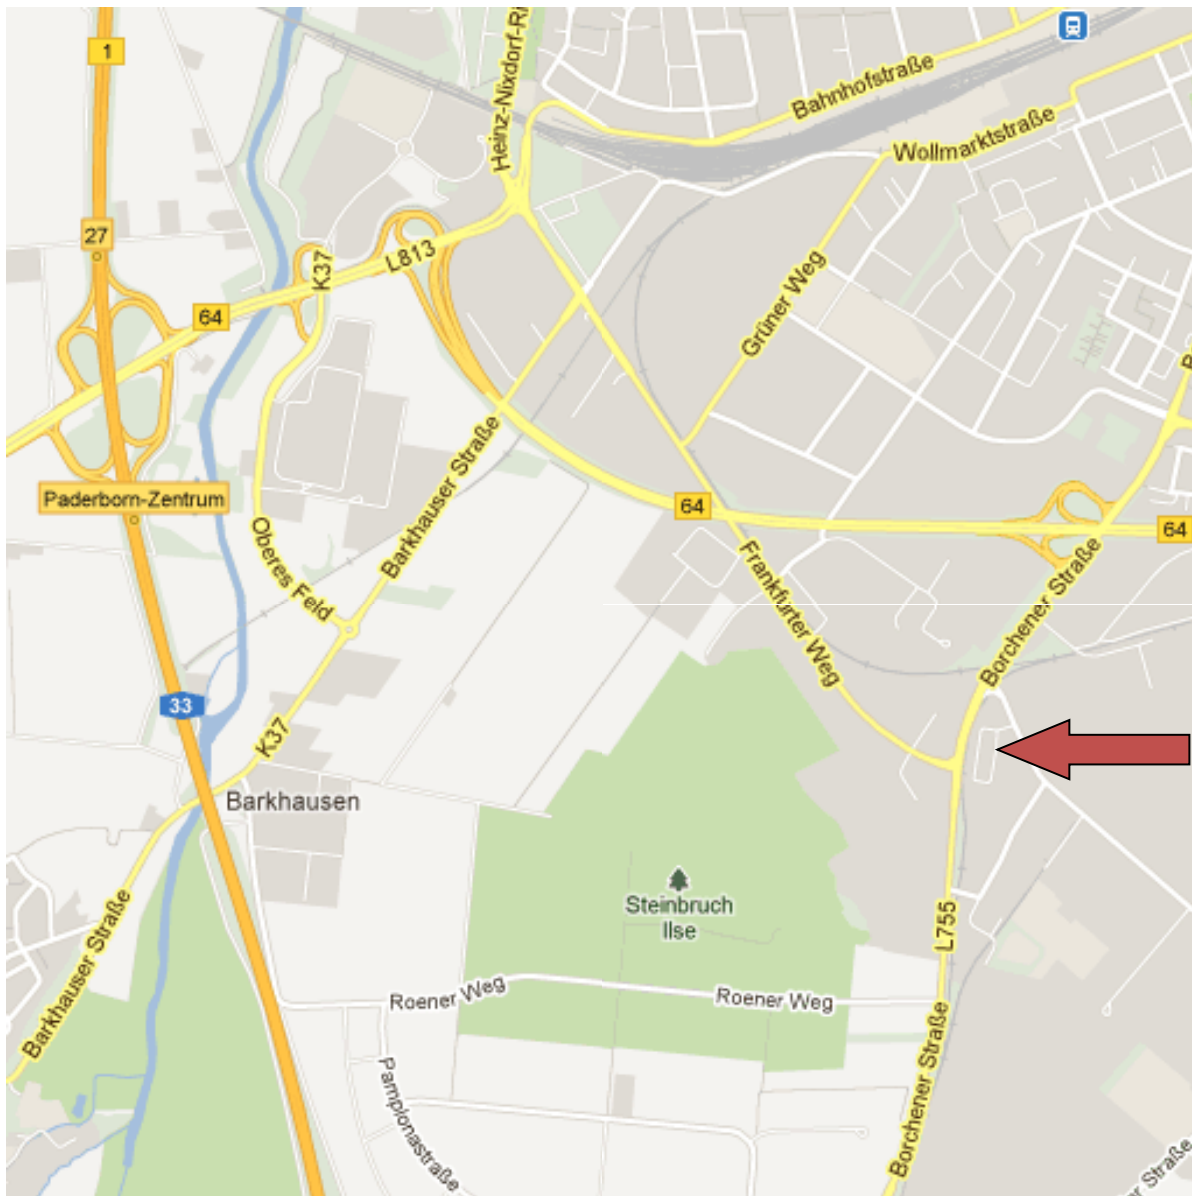 1
Heinz-Nixdorf-Ri
Bahnhofstraße
Wollmarktstraße
27
K37
L813
64
Grüner Weg
B
Barkhauser Straße
Paderborn-Zentrum
64
64
Oberes Feld
Frankfurter Weg
Borchener Straße
33
K37
Barkhausen
Steinbruch
Ilse
L755
Barkhauser Straße
Roener Weg
Roener Weg
Pamplonastraße
Borchener Straße
r Straße